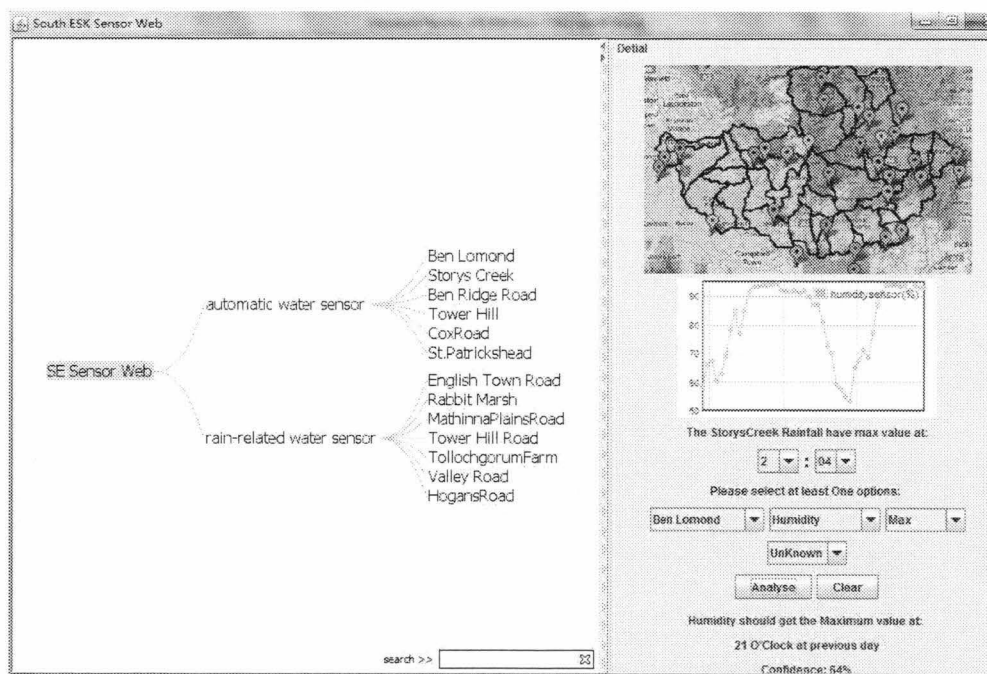 South ESK Sensor Web
Detial
SE Sensor Web
automatic water sensor
Ben Lomond
Storys Creek
Ben Ridge Road
Tower Hill
CoxRoad
St.Patrickshead
rain-related water sensor
English Town Road
Rabbit Marsh
MathinnaPlainsRoad
Tower Hill Road
TollochgorumFarm
Valley Road
HogansRoad
search >>
Campbell
Town
humiditysensor(%)
90
80
70
60
50
The StorysCreek Rainfall have max value at:
2 : 04
Please select at least One options:
Ben Lomond Humidity Max
UnKnown
Analyse Clear
Humidity should get the Maximum value at:
21 O'Clock at previous day
Confidence: 64%